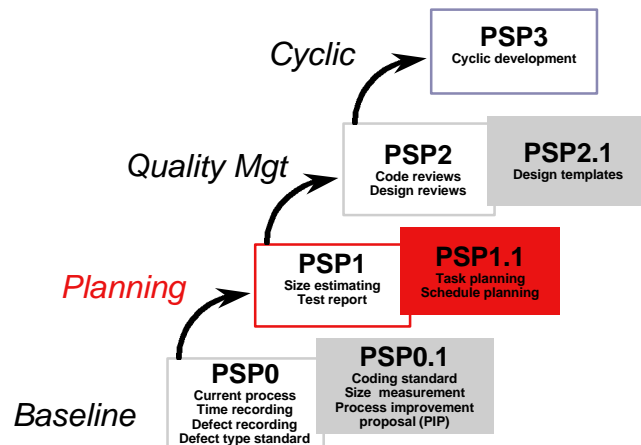 Cyclic
PSP3
Cyclic development
Quality Mgt
PSP2
Code reviews
Design reviews
PSP2.1
Design templates
Planning
PSP1
Size estimating
Test report
PSP1.1
Task planning
Schedule planning
Baseline
PSP0
Current process
Time recording
Defect recording
Defect type standard
PSP0.1
Coding standard
Size measurement
Process improvement
proposal (PIP)